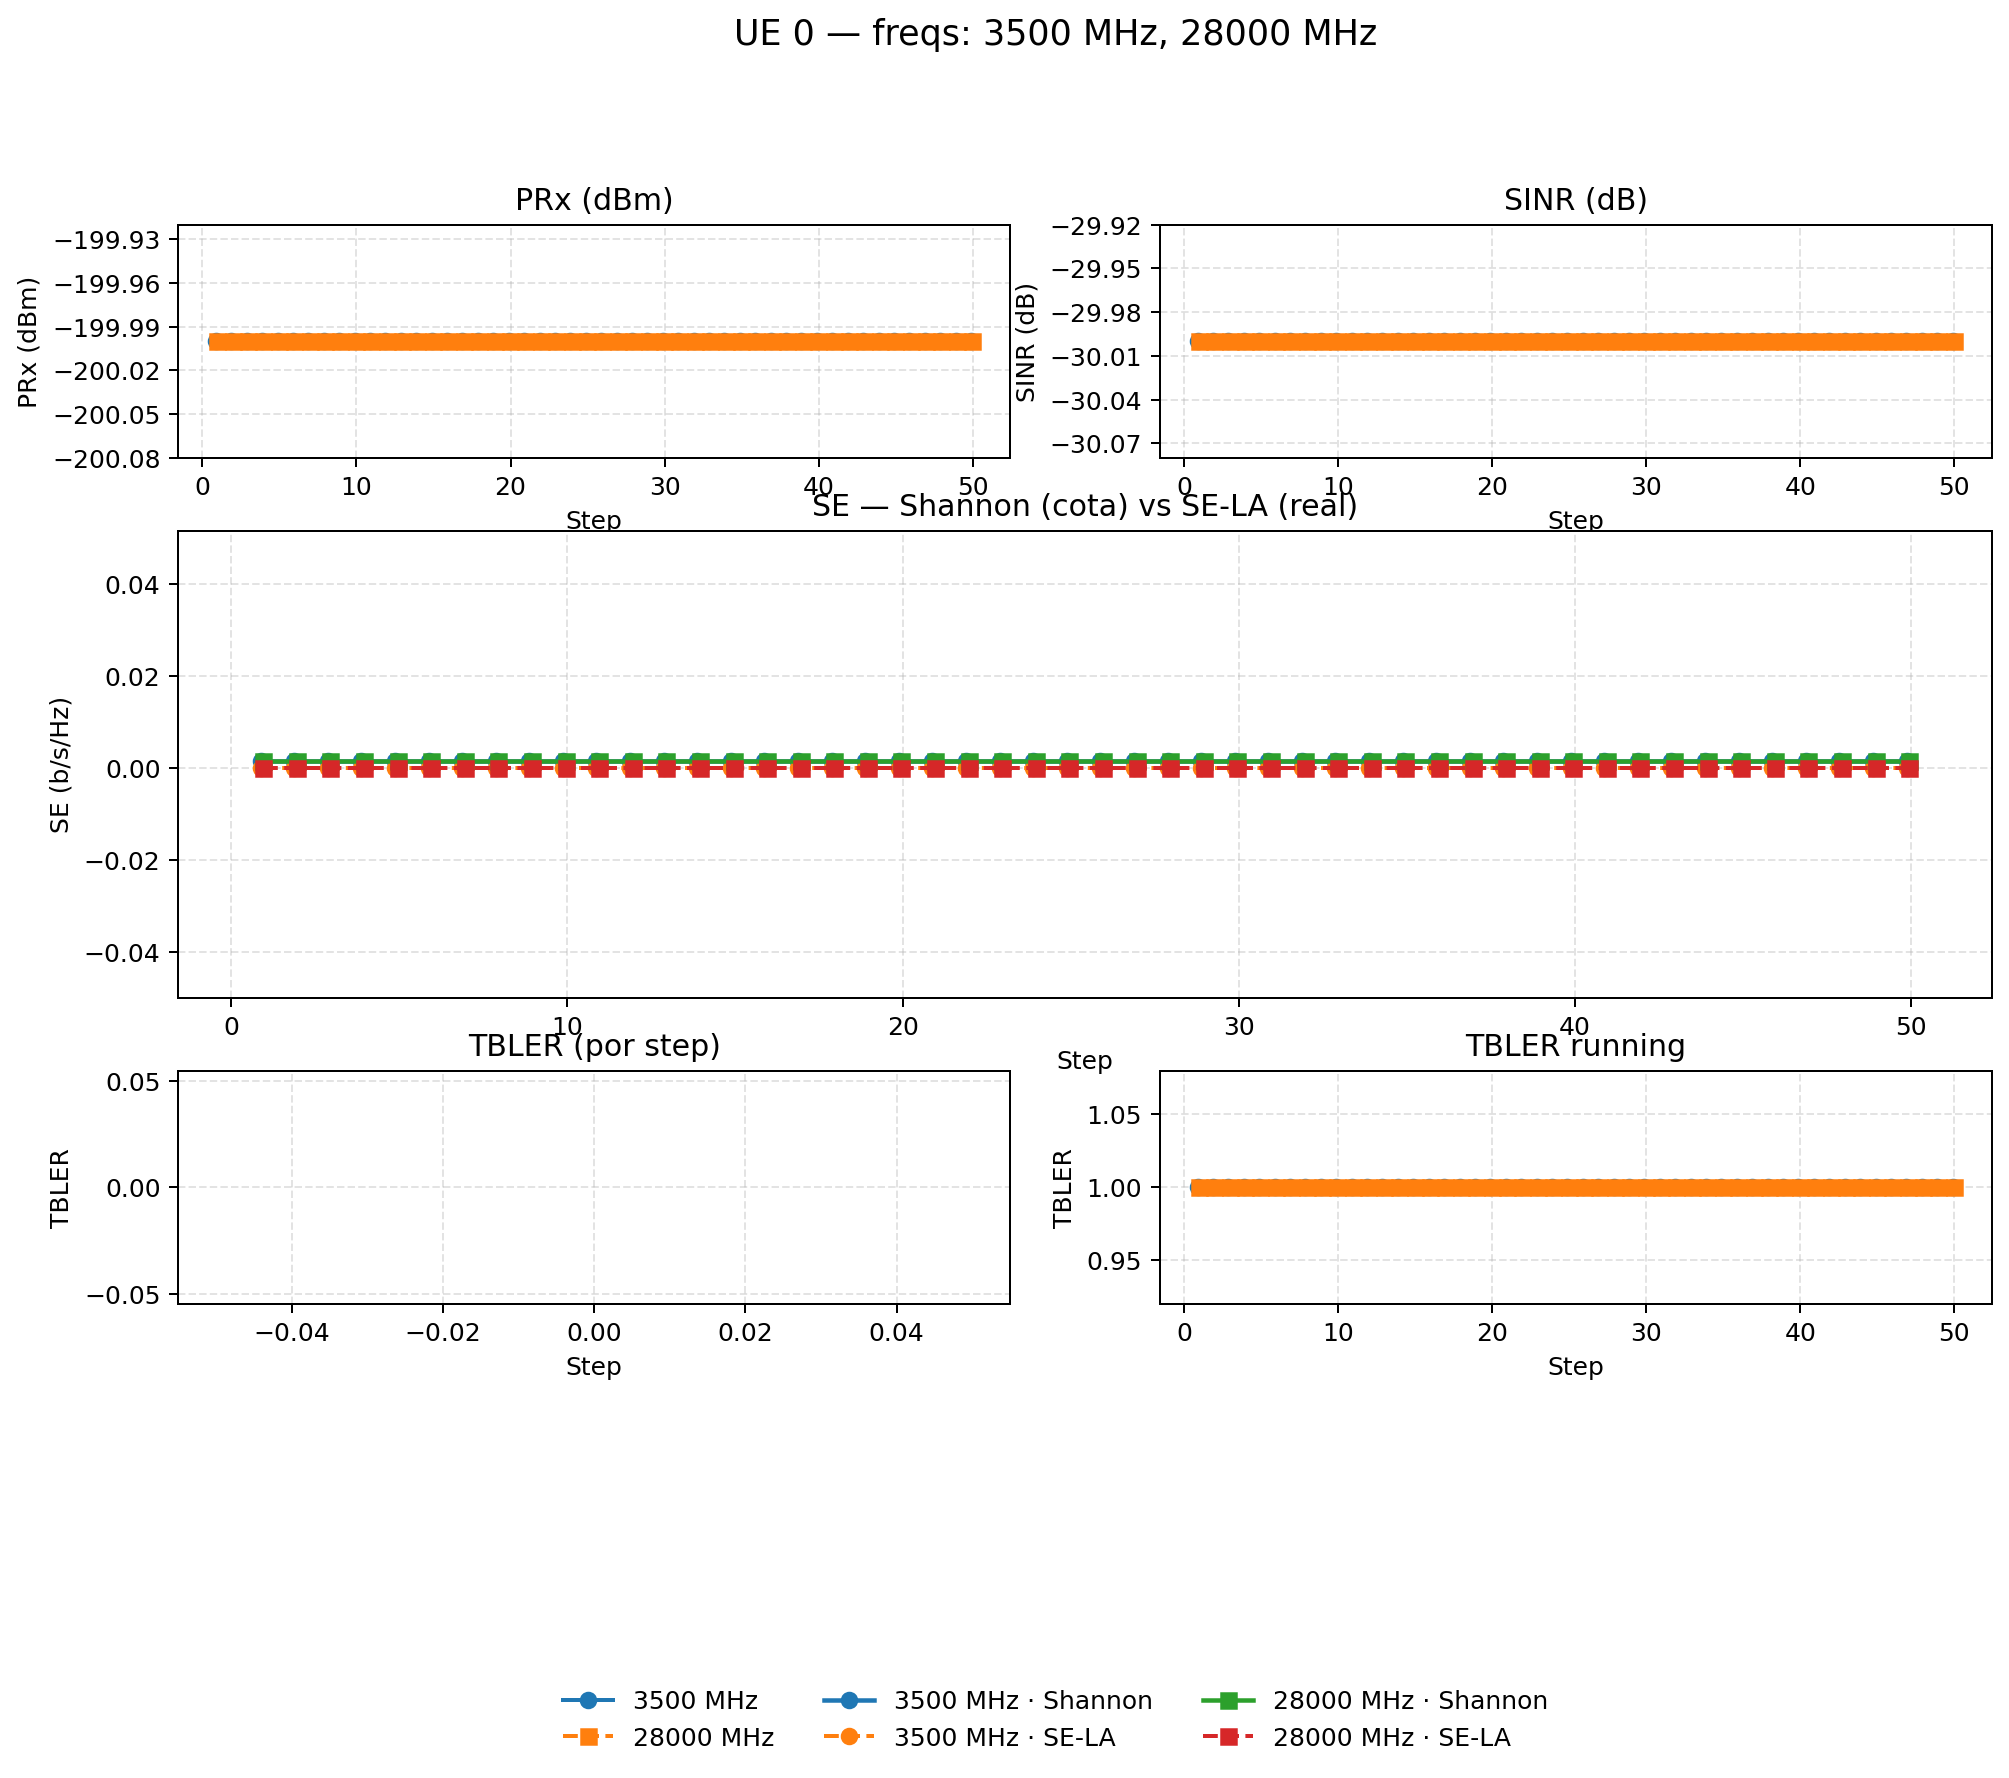 UE 0 — freqs: 3500 MHz, 28000 MHz
PRx (dBm)
PRx (dBm)
−199.93
−199.96
−199.99
−200.02
−200.05
−200.08
0 10 20 30 40 50
Step
SINR (dB)
SINR (dB)
−29.92
−29.95
−29.98
−30.01
−30.04
−30.07
0 10 20 30 40 50
Step
SE — Shannon (cota) vs SE-LA (real)
SE (b/s/Hz)
0.04
0.02
0.00
−0.02
−0.04
0 10 20 30 40 50
Step
TBLER (por step)
TBLER
0.05
0.00
−0.05
−0.04 −0.02 0.00 0.02 0.04
Step
TBLER running
TBLER
1.05
1.00
0.95
0 10 20 30 40 50
Step
3500 MHz
28000 MHz
3500 MHz · Shannon
3500 MHz · SE-LA
28000 MHz · Shannon
28000 MHz · SE-LA